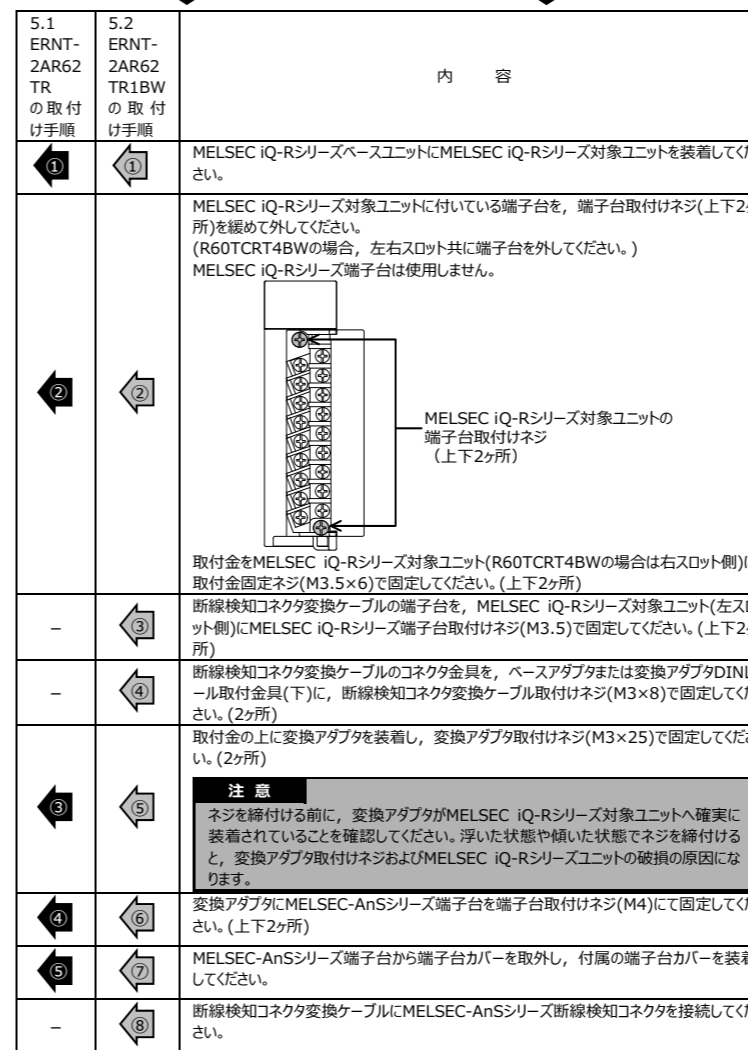 5.1
ERNT-
2AR62
TR
の取付
け手順
5.2
ERNT-
2AR62
TR1BW
の取付
け手順
内 容
①
①
MELSEC iQ-RシリーズベースユニットにMELSEC iQ-Rシリーズ対象ユニットを装着してくだ
さい。
②
②
MELSEC iQ-Rシリーズ対象ユニットに付いている端子台を，端子台取付けネジ(上下2ヶ
所)を緩めて外してください。
(R60TCRT4BWの場合，左右スロット共に端子台を外してください。)
MELSEC iQ-Rシリーズ端子台は使用しません。
MELSEC iQ-Rシリーズ対象ユニットの
端子台取付けネジ
（上下2ヶ所）
取付金をMELSEC iQ-Rシリーズ対象ユニット(R60TCRT4BWの場合は右スロット側)に
取付金固定ネジ(M3.5×6)で固定してください。(上下2ヶ所)
–
③
断線検知コネクタ変換ケーブルの端子台を，MELSEC iQ-Rシリーズ対象ユニット(左スロ
ット側)にMELSEC iQ-Rシリーズ端子台取付けネジ(M3.5)で固定してください。(上下2ヶ
所)
–
④
断線検知コネクタ変換ケーブルのコネクタ金具を，ベースアダプタまたは変換アダプタDINレ
ール取付金具(下)に，断線検知コネクタ変換ケーブル取付けネジ(M3×8)で固定してくだ
さい。(2ヶ所)
③
⑤
取付金の上に変換アダプタを装着し，変換アダプタ取付けネジ(M3×25)で固定してくださ
い。(2ヶ所)
注 意
ネジを締付ける前に，変換アダプタがMELSEC iQ-Rシリーズ対象ユニットへ確実に
装着されていることを確認してください。浮いた状態や傾いた状態でネジを締付ける
と，変換アダプタ取付けネジおよびMELSEC iQ-Rシリーズユニットの破損の原因にな
ります。
④
⑥
変換アダプタにMELSEC-AnSシリーズ端子台を端子台取付けネジ(M4)にて固定してくだ
さい。(上下2ヶ所)
⑤
⑦
MELSEC-AnSシリーズ端子台から端子台カバーを取外し，付属の端子台カバーを装着
してください。
–
⑧
断線検知コネクタ変換ケーブルにMELSEC-AnSシリーズ断線検知コネクタを接続してくだ
さい。